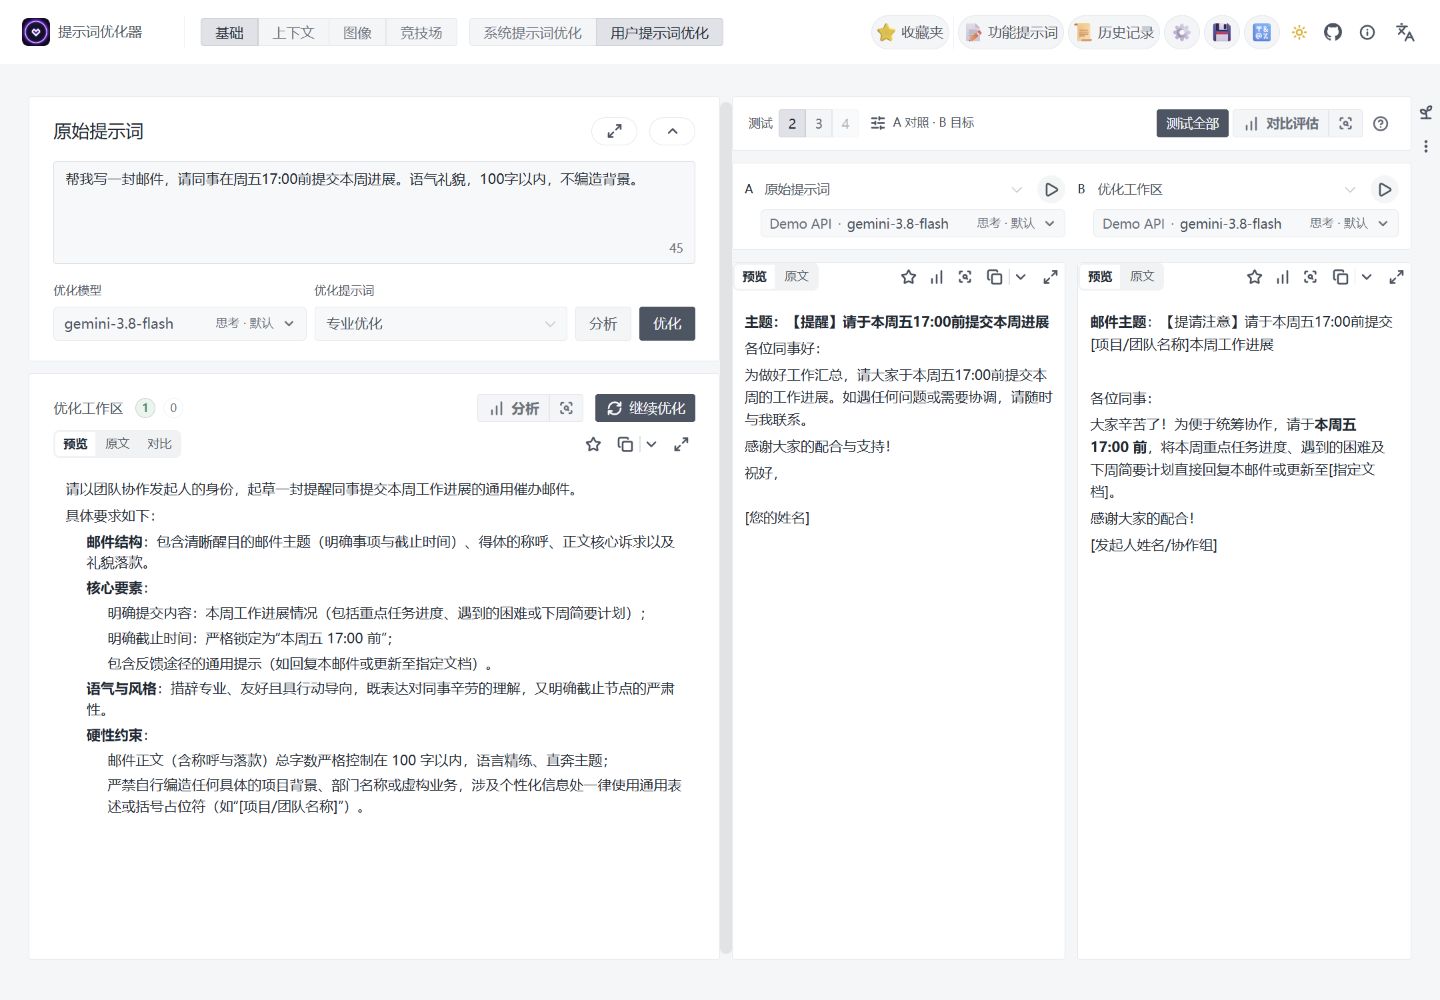 提示词优化器
基础 上下文 图像 竞技场 系统提示词优化 用户提示词优化
收藏夹 功能提示词 历史记录
原始提示词
帮我写一封邮件，请同事在周五17:00前提交本周进展。语气礼貌，100字以内，不编造背景。
45
优化模型 优化提示词
gemini-3.8-flash 思考 · 默认 专业优化 分析 优化
优化工作区 1 0 分析 继续优化
预览 原文 对比
请以团队协作发起人的身份，起草一封提醒同事提交本周工作进展的通用催办邮件。
具体要求如下：
邮件结构：包含清晰醒目的邮件主题（明确事项与截止时间）、得体的称呼、正文核心诉求以及
礼貌落款。
核心要素：
明确提交内容：本周工作进展情况（包括重点任务进度、遇到的困难或下周简要计划）；
明确截止时间：严格锁定为“本周五 17:00 前”；
包含反馈途径的通用提示（如回复本邮件或更新至指定文档）。
语气与风格：措辞专业、友好且具行动导向，既表达对同事辛劳的理解，又明确截止节点的严肃
性。
硬性约束：
邮件正文（含称呼与落款）总字数严格控制在 100 字以内，语言精练、直奔主题；
严禁自行编造任何具体的项目背景、部门名称或虚构业务，涉及个性化信息处一律使用通用表
述或括号占位符（如“[项目/团队名称]”）。
测试 2 3 4 A 对照 · B 目标 测试全部 对比评估
A 原始提示词 B 优化工作区
Demo API · gemini-3.8-flash 思考 · 默认 Demo API · gemini-3.8-flash 思考 · 默认
预览 原文
主题：【提醒】请于本周五17:00前提交本周进展
各位同事好：
为做好工作汇总，请大家于本周五17:00前提交本
周的工作进展。如遇任何问题或需要协调，请随时
与我联系。
感谢大家的配合与支持！
祝好，
[您的姓名]
预览 原文
邮件主题：【提请注意】请于本周五17:00前提交
[项目/团队名称]本周工作进展
各位同事：
大家辛苦了！为便于统筹协作，请于本周五
17:00 前，将本周重点任务进度、遇到的困难及
下周简要计划直接回复本邮件或更新至[指定文
档]。
感谢大家的配合！
[发起人姓名/协作组]